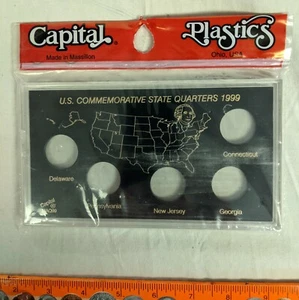 Capital® Plastics
Made in Massillon Ohio, U.S.A.
U.S. COMMEMORATIVE STATE QUARTERS 1999
Connecticut
Delaware
Pennsylvania
New Jersey
Georgia